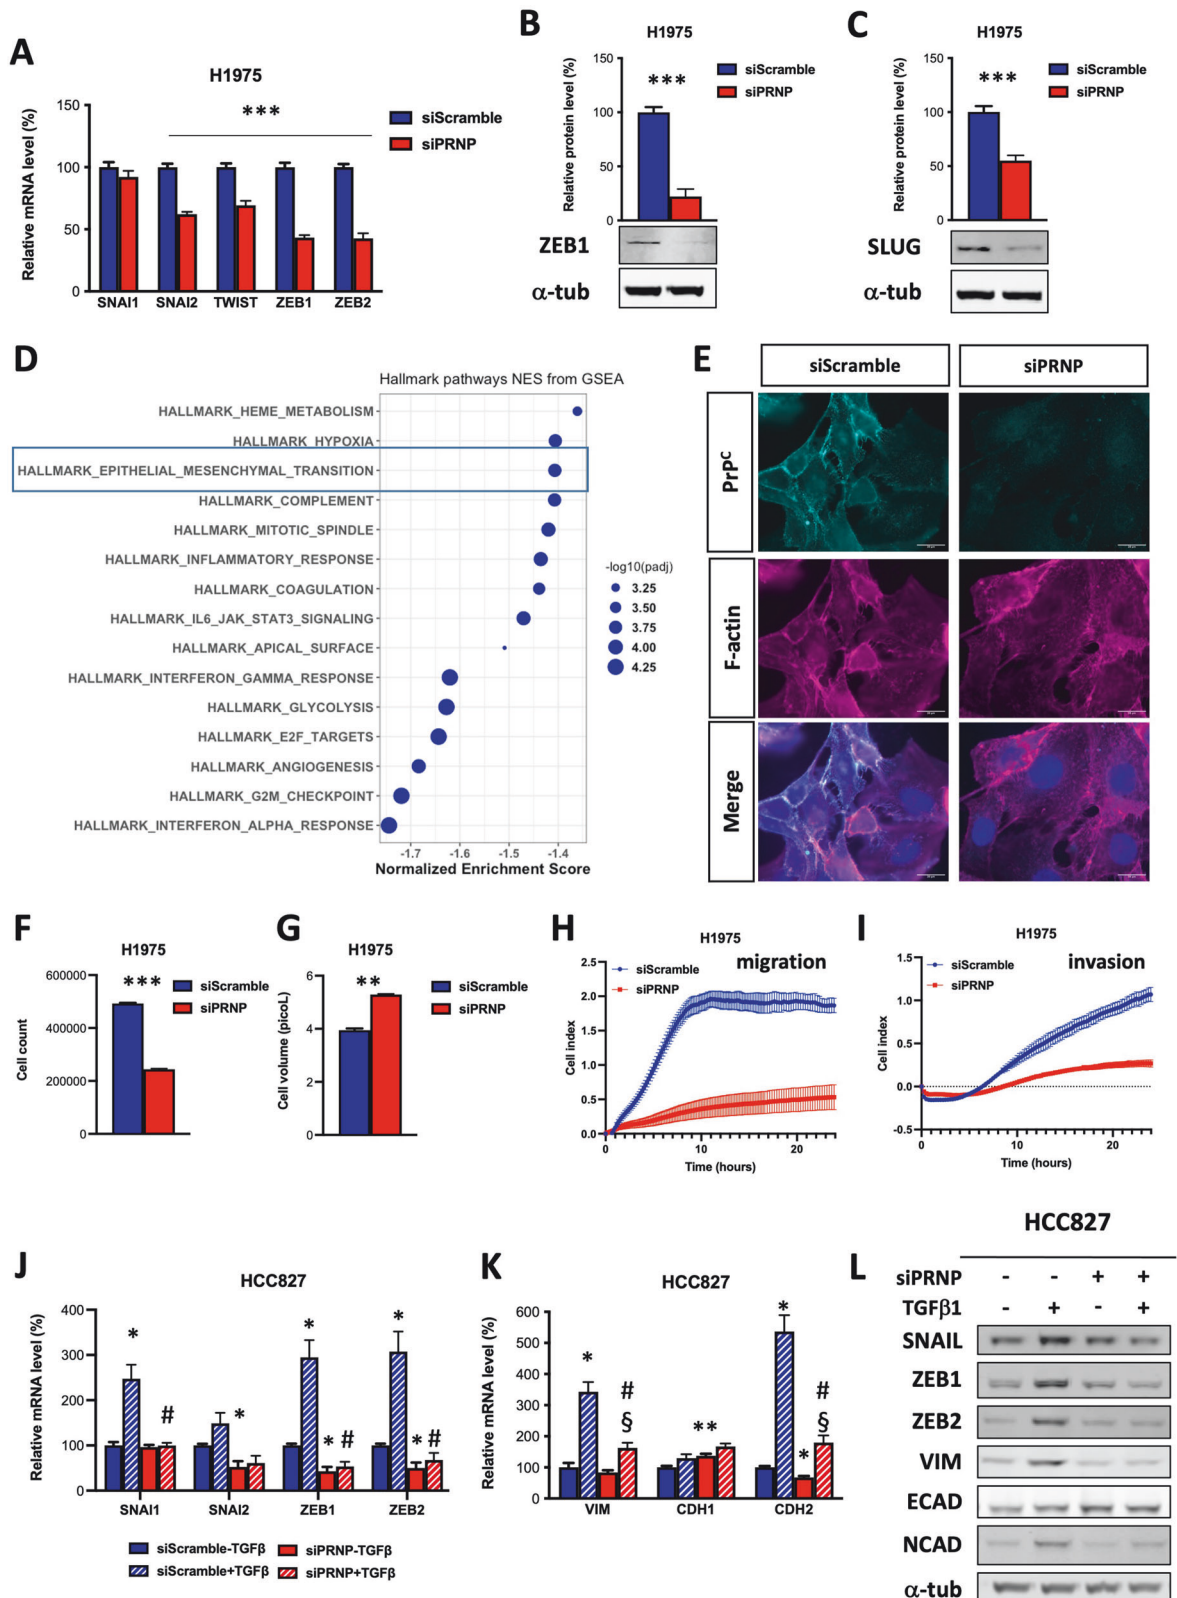 A
H1975
Relative mRNA level (%)
150
100
50
0
***
siScramble
siPRNP
SNAI1 SNAI2 TWIST ZEB1 ZEB2
B
H1975
Relative protein level (%)
150
100
50
0
***
siScramble
siPRNP
ZEB1
α-tub
C
H1975
Relative protein level (%)
150
100
50
0
***
siScramble
siPRNP
SLUG
α-tub
D
Hallmark pathways NES from GSEA
HALLMARK_HEME_METABOLISM
HALLMARK_HYPOXIA
HALLMARK_EPITHELIAL_MESENCHYMAL_TRANSITION
HALLMARK_COMPLEMENT
HALLMARK_MITOTIC_SPINDLE
HALLMARK_INFLAMMATORY_RESPONSE
HALLMARK_COAGULATION
HALLMARK_IL6_JAK_STAT3_SIGNALING
HALLMARK_APICAL_SURFACE
HALLMARK_INTERFERON_GAMMA_RESPONSE
HALLMARK_GLYCOLYSIS
HALLMARK_E2F_TARGETS
HALLMARK_ANGIOGENESIS
HALLMARK_G2M_CHECKPOINT
HALLMARK_INTERFERON_ALPHA_RESPONSE
-1.7 -1.6 -1.5 -1.4
Normalized Enrichment Score
-log10(padj)
3.25
3.50
3.75
4.00
4.25
E
siScramble siPRNP
PrPᶜ
F-actin
Merge
F
H1975
Cell count
600000
400000
200000
0
***
siScramble
siPRNP
G
H1975
Cell volume (picoL)
6
4
2
0
**
siScramble
siPRNP
H
H1975
migration
siScramble
siPRNP
Cell index
2.5
2.0
1.5
1.0
0.5
0.0
0 10 20
Time (hours)
I
H1975
invasion
siScramble
siPRNP
Cell index
1.5
1.0
0.5
0.0
-0.5
0 10 20
Time (hours)
J
HCC827
Relative mRNA level (%)
400
300
200
100
0
* # * * * # * * #
SNAI1 SNAI2 ZEB1 ZEB2
siScramble-TGFβ siPRNP-TGFβ
siScramble+TGFβ siPRNP+TGFβ
K
HCC827
Relative mRNA level (%)
600
500
400
300
200
100
0
* # § ** * * # §
VIM CDH1 CDH2
L
HCC827
siPRNP - - + +
TGFβ1 - + - +
SNAIL
ZEB1
ZEB2
VIM
ECAD
NCAD
α-tub